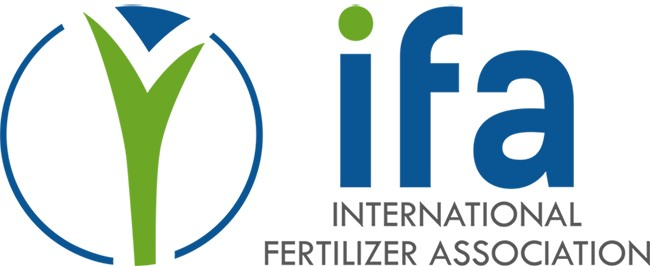 ifa
INTERNATIONAL
FERTILIZER ASSOCIATION